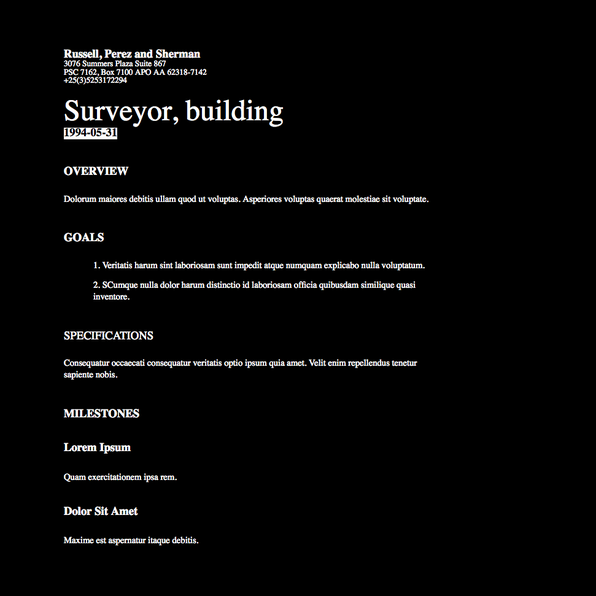 Russell, Perez and Sherman
3076 Summers Plaza Suite 867
PSC 7162, Box 7100 APO AA 62318-7142
+25(3)5253172294
Surveyor, building
1994-05-31
OVERVIEW
Dolorum maiores debitis ullam quod ut voluptas. Asperiores voluptas quaerat molestiae sit voluptate.
GOALS
1. Veritatis harum sint laboriosam sunt impedit atque numquam explicabo nulla voluptatum.
2. SCumque nulla dolor harum distinctio id laboriosam officia quibusdam similique quasi
inventore.
SPECIFICATIONS
Consequatur occaecati consequatur veritatis optio ipsum quia amet. Velit enim repellendus tenetur
sapiente nobis.
MILESTONES
Lorem Ipsum
Quam exercitationem ipsa rem.
Dolor Sit Amet
Maxime est aspernatur itaque debitis.